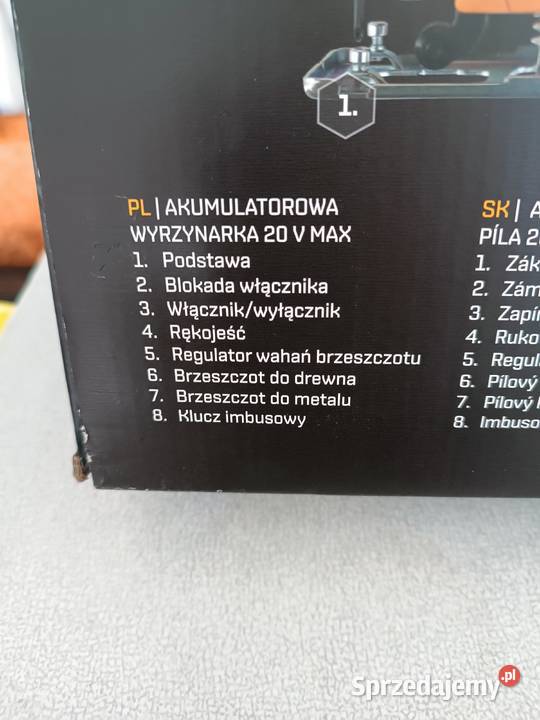 1.
PL | AKUMULATOROWA
WYRZYNARKA 20 V MAX
1. Podstawa
2. Blokada włącznika
3. Włącznik/wyłącznik
4. Rękojeść
5. Regulator wahań brzeszczotu
6. Brzeszczot do drewna
7. Brzeszczot do metalu
8. Klucz imbusowy
SK |
PÍLA
1.
2.
3.
4.
5.
6. Pílový
7. Pílový
8.
Sprzedajemy.pl